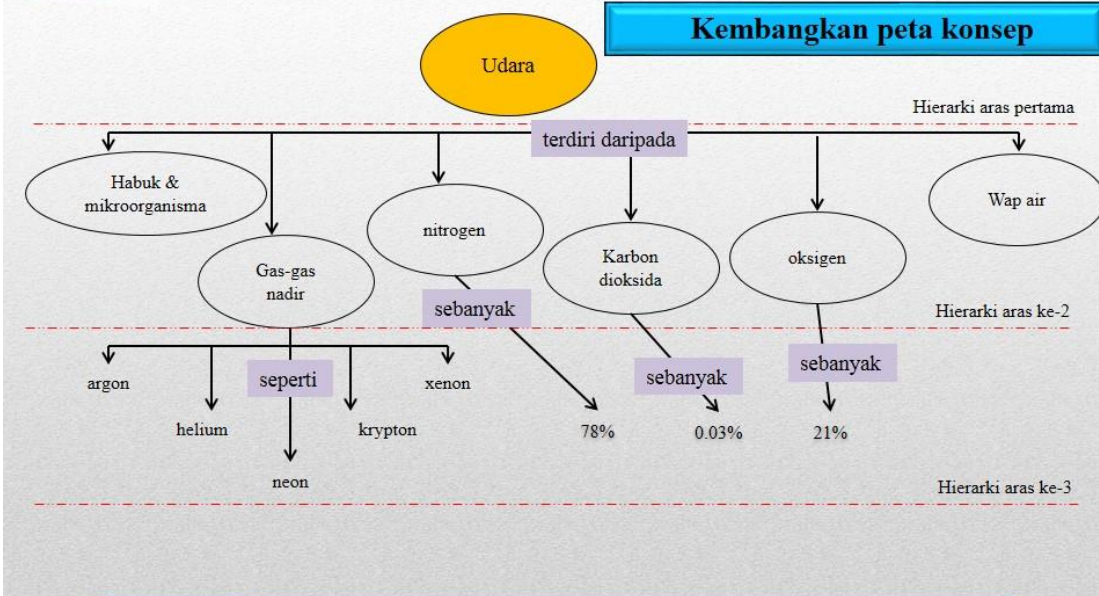 Kembangkan peta konsep
Udara
Hierarki aras pertama
terdiri daripada
Habuk &
mikroorganisma
Gas-gas
nadir
nitrogen
Karbon
dioksida
oksigen
Wap air
sebanyak
Hierarki aras ke-2
seperti
sebanyak
sebanyak
argon
helium
neon
krypton
xenon
78%
0.03%
21%
Hierarki aras ke-3